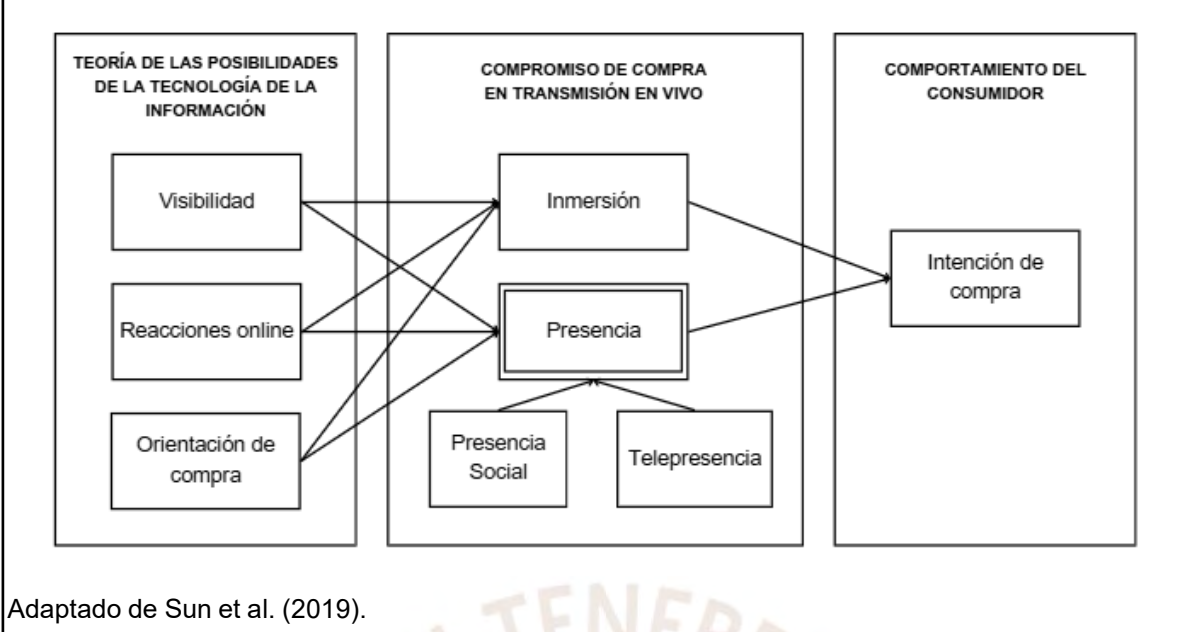 TEORÍA DE LAS POSIBILIDADES
DE LA TECNOLOGÍA DE LA
INFORMACIÓN
Visibilidad
Reacciones online
Orientación de
compra
COMPROMISO DE COMPRA
EN TRANSMISIÓN EN VIVO
Inmersión
Presencia
Presencia
Social
Telepresencia
COMPORTAMIENTO DEL
CONSUMIDOR
Intención de
compra
Adaptado de Sun et al. (2019).